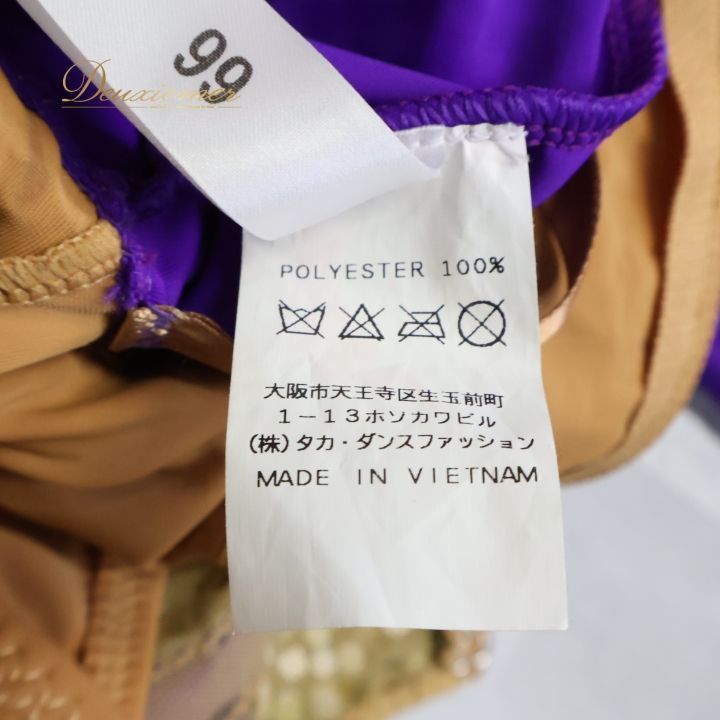 99
Deuxiemer
POLYESTER 100%
大阪市天王寺区生玉前町
1-13ホソカワビル
(株)タカ・ダンスファッション
MADE IN VIETNAM